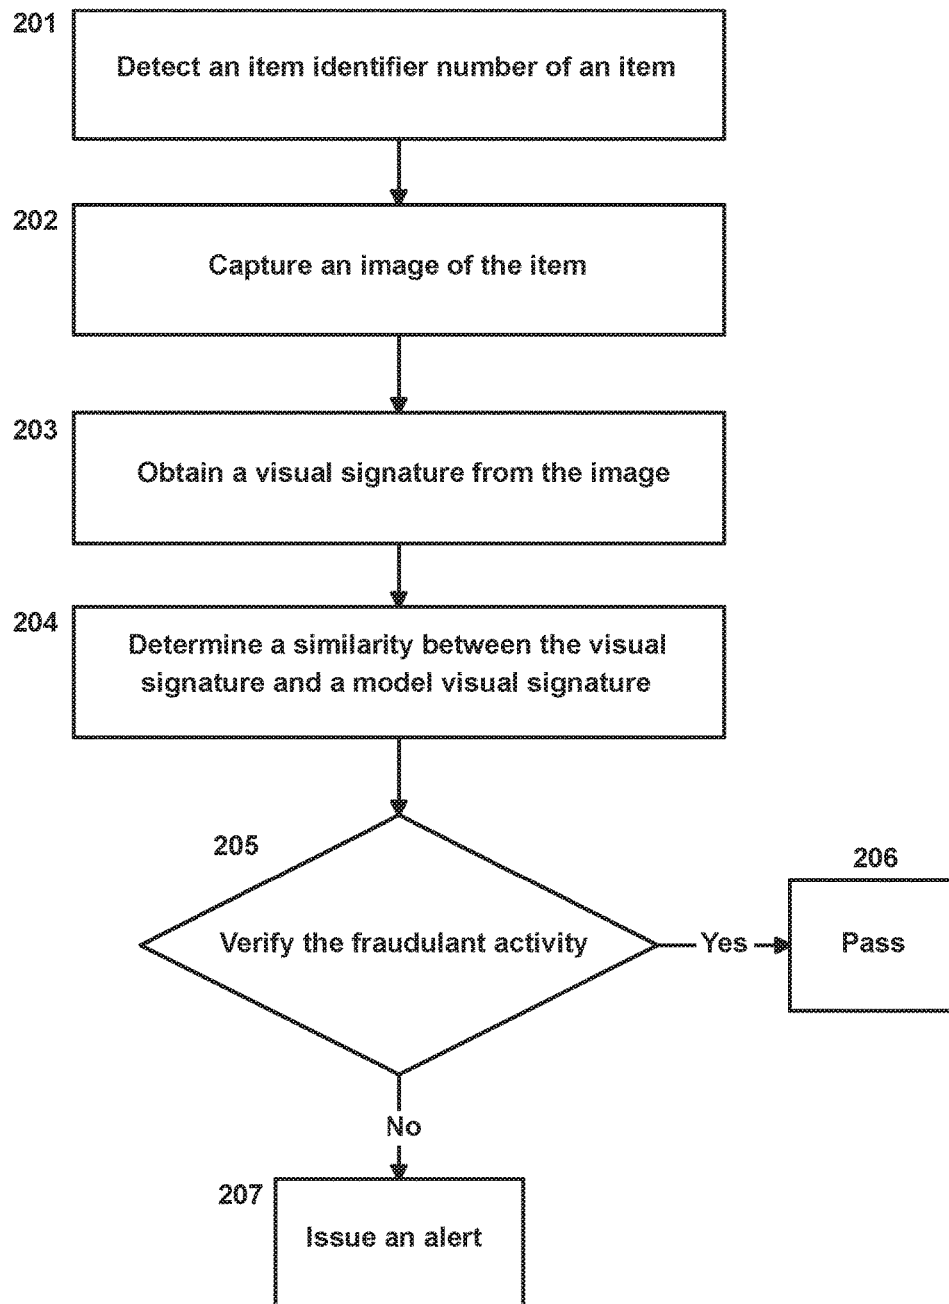 201
Detect an item identifier number of an item
202
Capture an image of the item
203
Obtain a visual signature from the image
204
Determine a similarity between the visual
signature and a model visual signature
205
Verify the fraudulant activity
Yes
206
Pass
No
207
Issue an alert